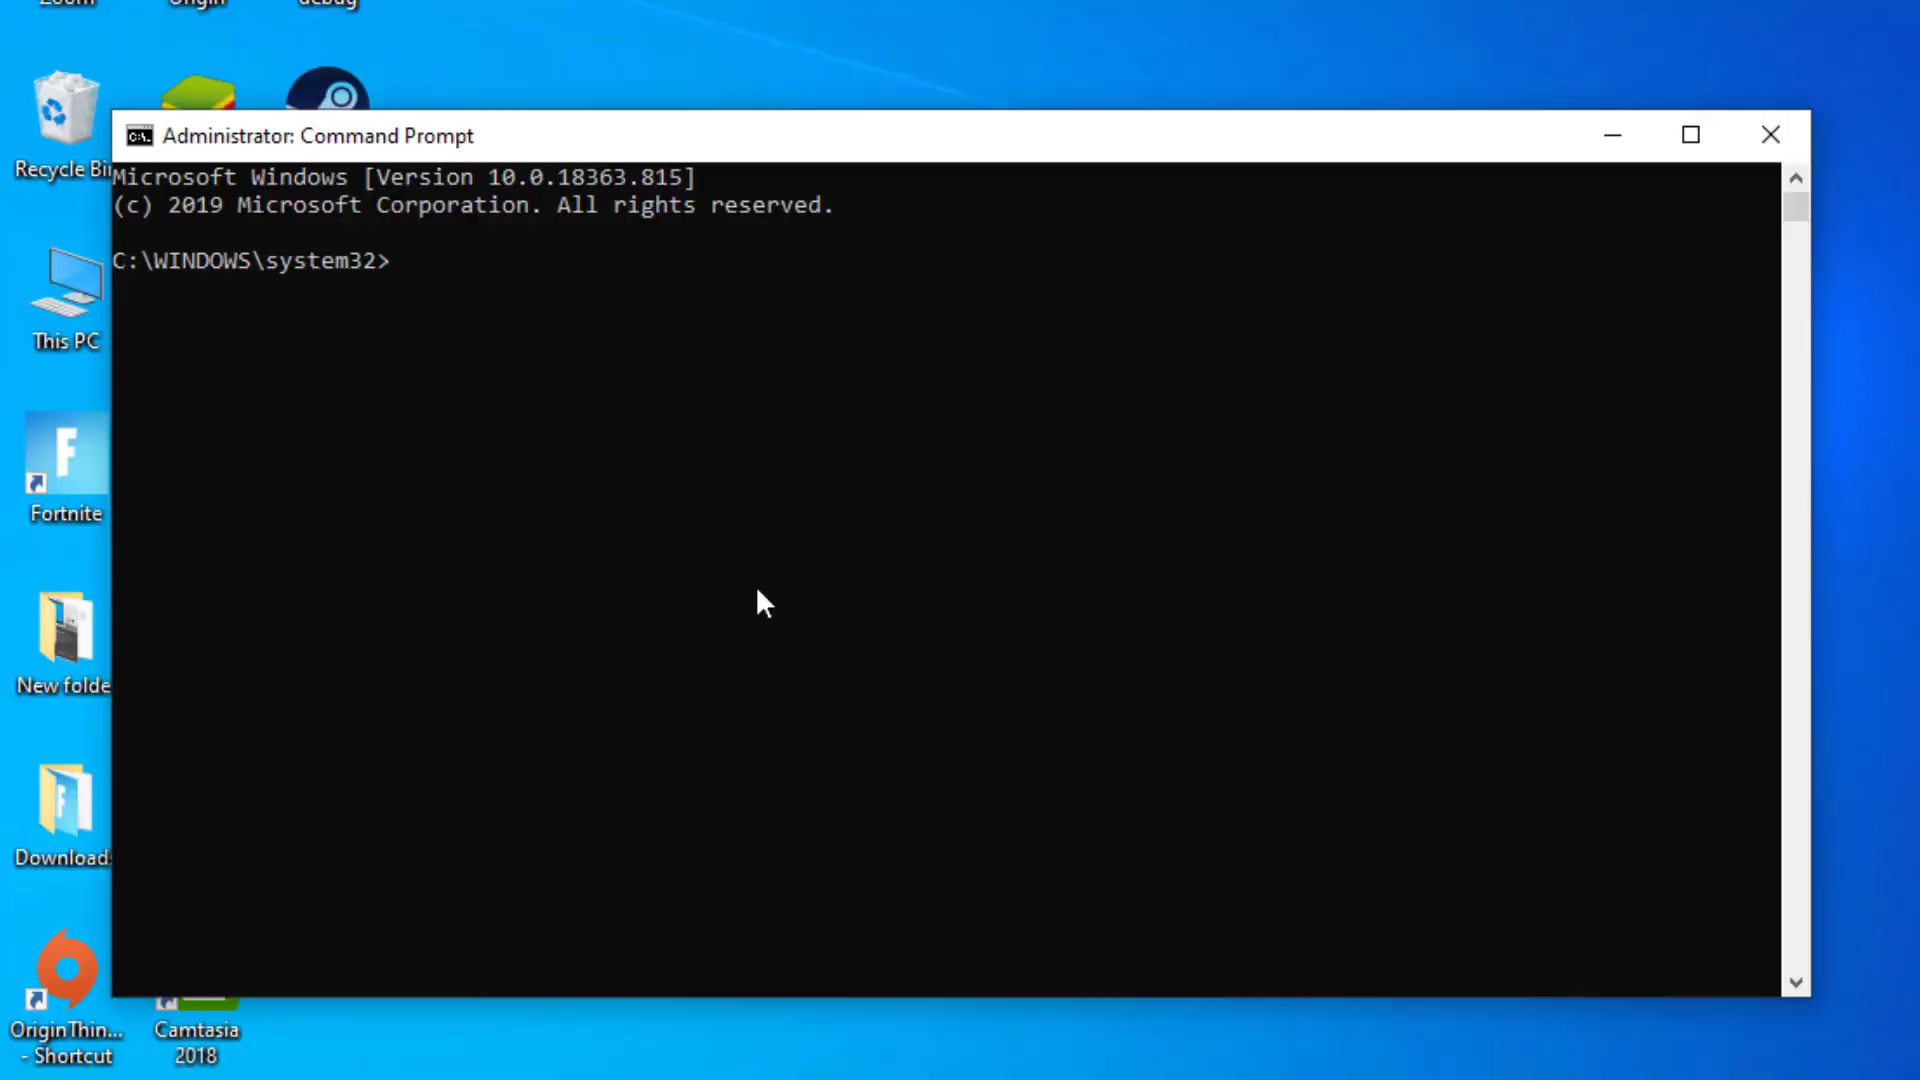 Zoom
Origin
debug
Administrator: Command Prompt
Microsoft Windows [Version 10.0.18363.815]
(c) 2019 Microsoft Corporation. All rights reserved.
C:\WINDOWS\system32>
Recycle Bin
This PC
F
Fortnite
New folde
Download
OriginThin...
- Shortcut
Camtasia
2018